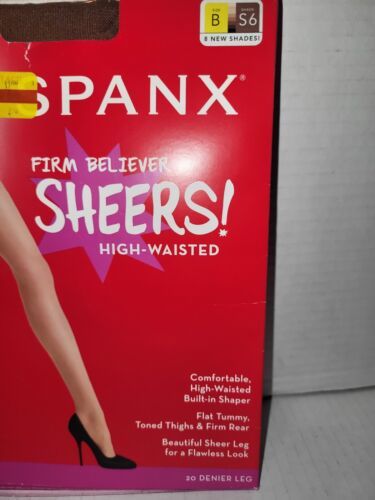 SIZE
B
SHADE
S6
8 NEW SHADES!
SPANX®
FIRM BELIEVER
SHEERS!
HIGH-WAISTED
Comfortable,
High-Waisted
Built-in Shaper
Flat Tummy,
Toned Thighs & Firm Rear
Beautiful Sheer Leg
for a Flawless Look
20 DENIER LEG